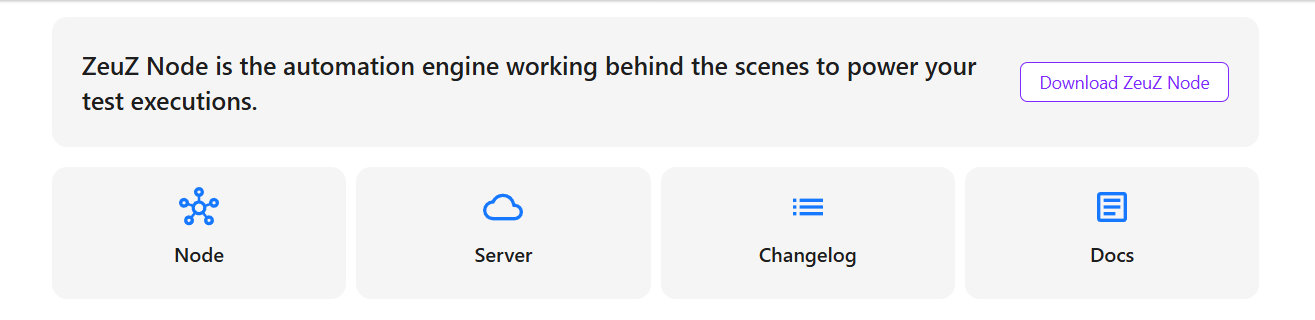 ZeuZ Node is the automation engine working behind the scenes to power your
test executions.
Download ZeuZ Node
Node
Server
Changelog
Docs